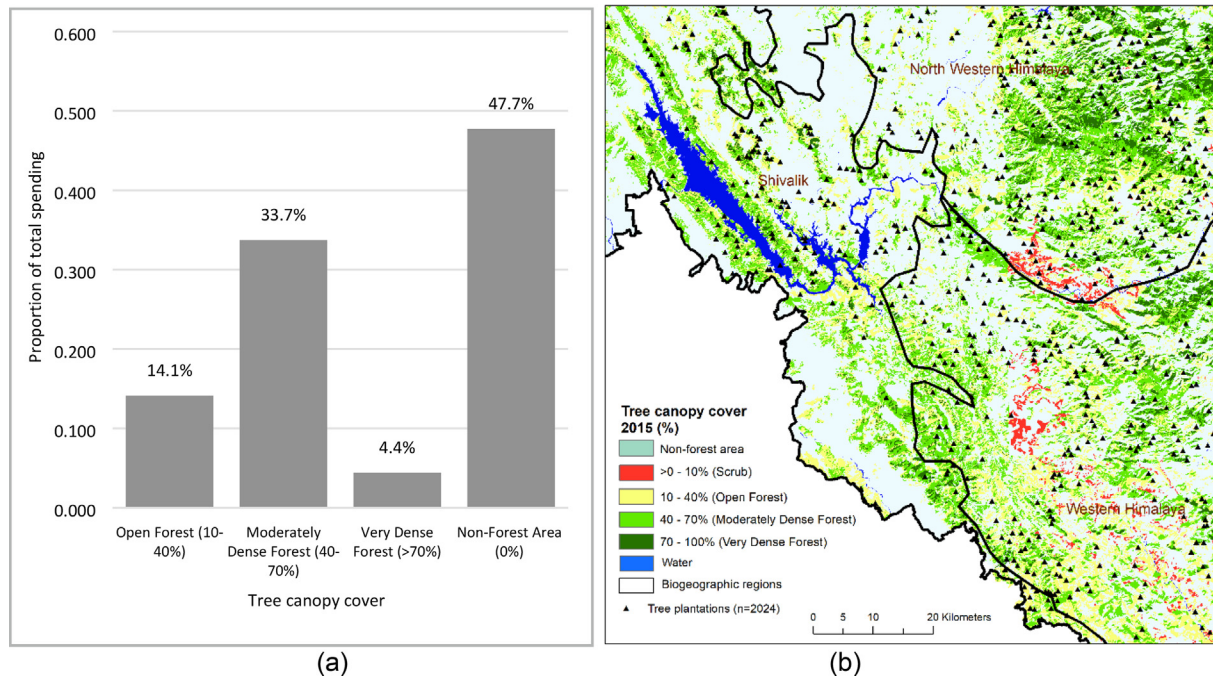 0.600
0.500
0.400
0.300
0.200
0.100
0.000
Proportion of total spending
14.1%
33.7%
4.4%
47.7%
Open Forest (10-
40%)
Moderately
Dense Forest (40-
70%)
Very Dense
Forest (>70%)
Non-Forest Area
(0%)
Tree canopy cover
(a)
North Western Himalaya
Shivalik
Western Himalaya
Tree canopy cover
2015 (%)
Non-forest area
>0 - 10% (Scrub)
10 - 40% (Open Forest)
40 - 70% (Moderately Dense Forest)
70 - 100% (Very Dense Forest)
Water
Biogeographic regions
Tree plantations (n=2024)
0 5 10 20 Kilometers
(b)